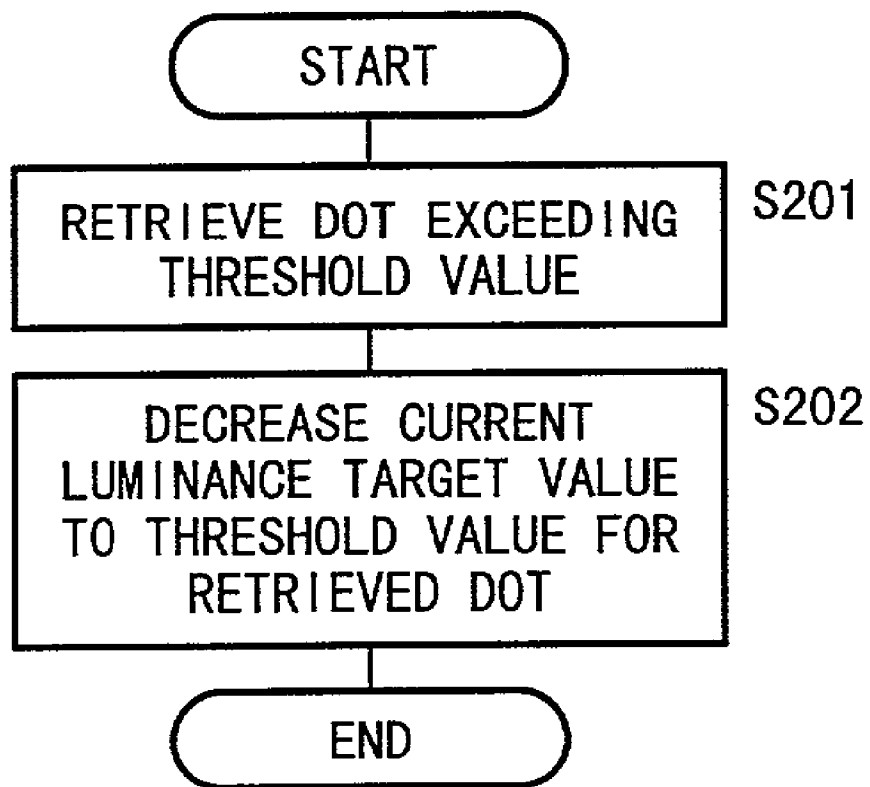 START
RETRIEVE DOT EXCEEDING
THRESHOLD VALUE
S201
DECREASE CURRENT
LUMINANCE TARGET VALUE
TO THRESHOLD VALUE FOR
RETRIEVED DOT
S202
END